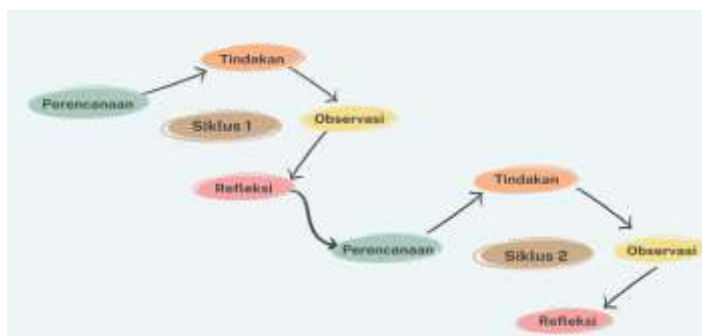 Tindakan
Perencanaan
Siklus 1
Observasi
Refleksi
Perencanaan
Tindakan
Siklus 2
Observasi
Refleksi